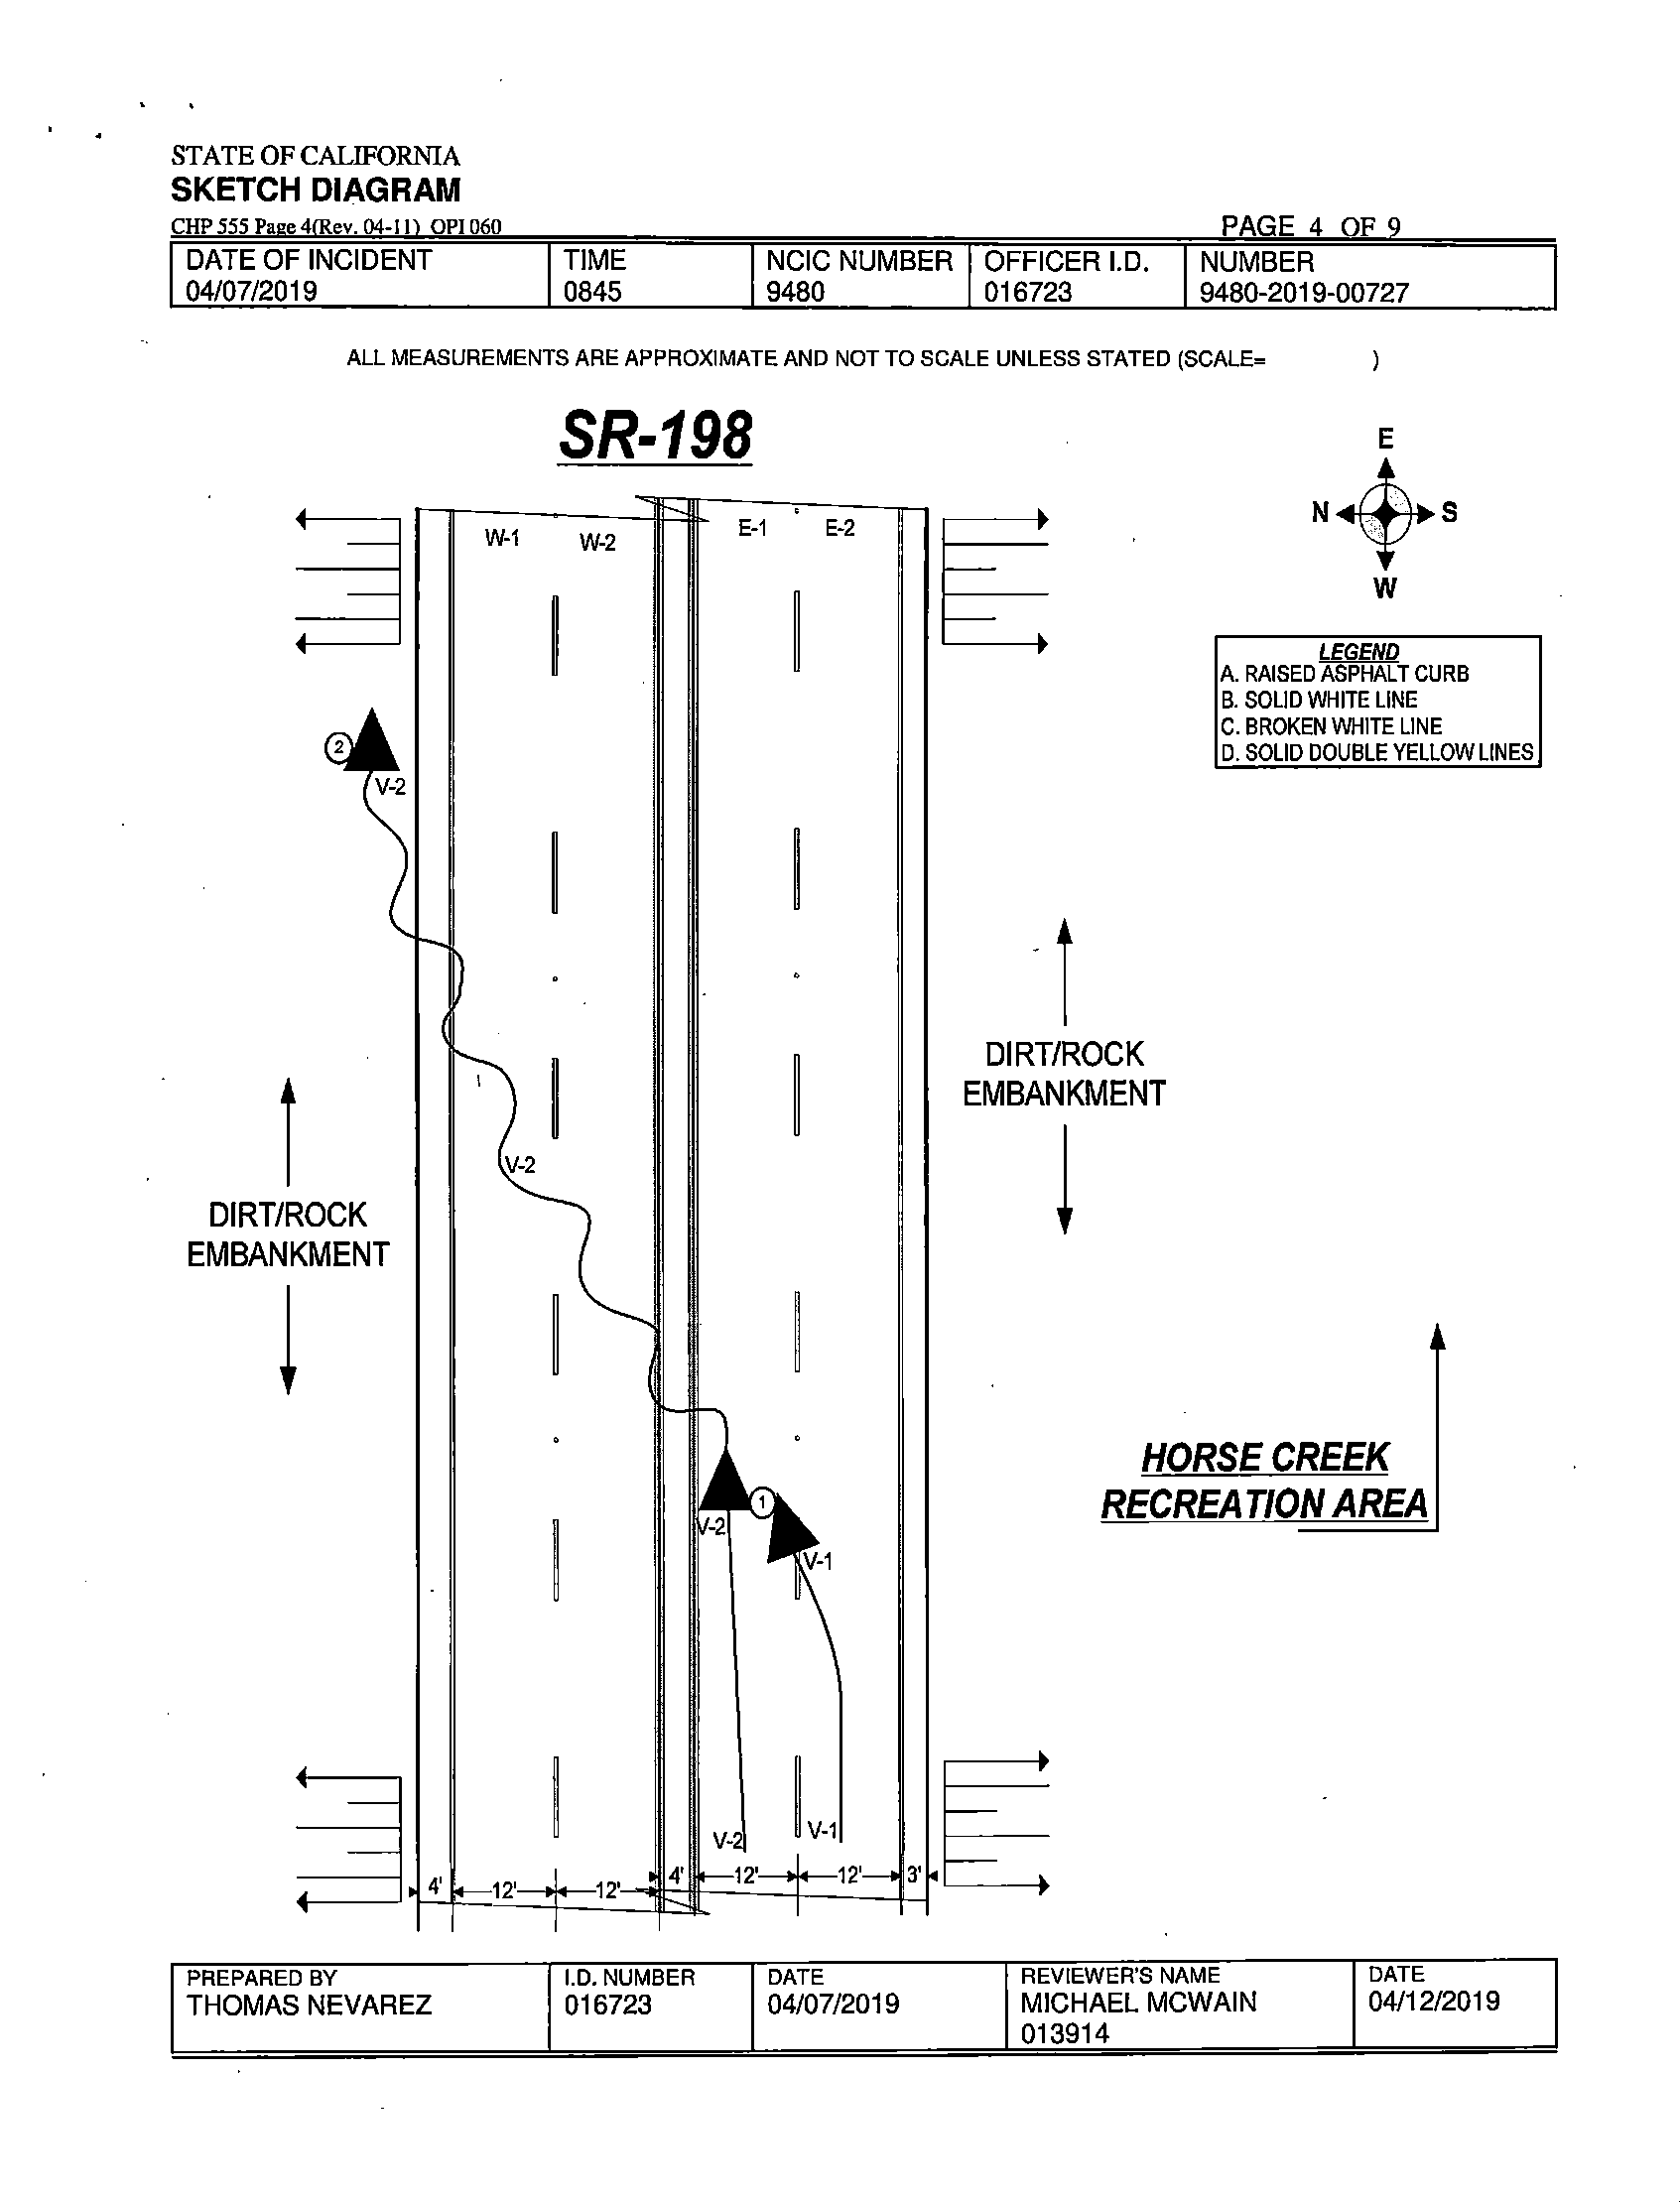 STATE OF CALIFORNIA
SKETCH DIAGRAM
CHP 555 Page 4(Rev. 04-11) OPI 060
PAGE 4 OF 9
DATE OF INCIDENT
04/07/2019
TIME
0845
NCIC NUMBER
9480
OFFICER I.D.
016723
NUMBER
9480-2019-00727
ALL MEASUREMENTS ARE APPROXIMATE AND NOT TO SCALE UNLESS STATED (SCALE= )
SR-198
E
N S
W
W-1 W-2 E-1 E-2
LEGEND
A. RAISED ASPHALT CURB
B. SOLID WHITE LINE
C. BROKEN WHITE LINE
D. SOLID DOUBLE YELLOW LINES
2
V-2
DIRT/ROCK
EMBANKMENT
V-2
DIRT/ROCK
EMBANKMENT
HORSE CREEK
RECREATION AREA
1
V-2
V-1
V-2
V-1
4' 12' 12' 4' 12' 12' 3'
PREPARED BY
THOMAS NEVAREZ
I.D. NUMBER
016723
DATE
04/07/2019
REVIEWER'S NAME
MICHAEL MCWAIN
013914
DATE
04/12/2019